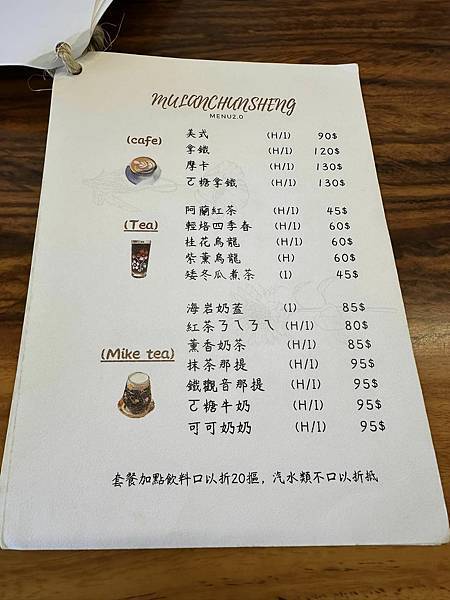 MULANCHUNSHENG
MENU2.0
(cafe)
美式 (H/I) 90$
拿鐵 (H/I) 120$
摩卡 (H/I) 130$
ㄛ糖拿鐵 (H/I) 130$
(Tea)
阿蘭紅茶 (H/I) 45$
輕焙四季春 (H/I) 60$
桂花烏龍 (H/I) 60$
紫薰烏龍 (H) 60$
矮冬瓜煮茶 (I) 45$
(Mike tea)
海岩奶蓋 (I) 85$
紅茶ㄋㄟㄋㄟ (H/I) 80$
薰香奶茶 (H/I) 85$
抹茶那提 (H/I) 95$
鐵觀音那提 (H/I) 95$
ㄛ糖牛奶 (H/I) 95$
可可奶奶 (H/I) 95$
套餐加點飲料口以折20摳，汽水類不口以折抵